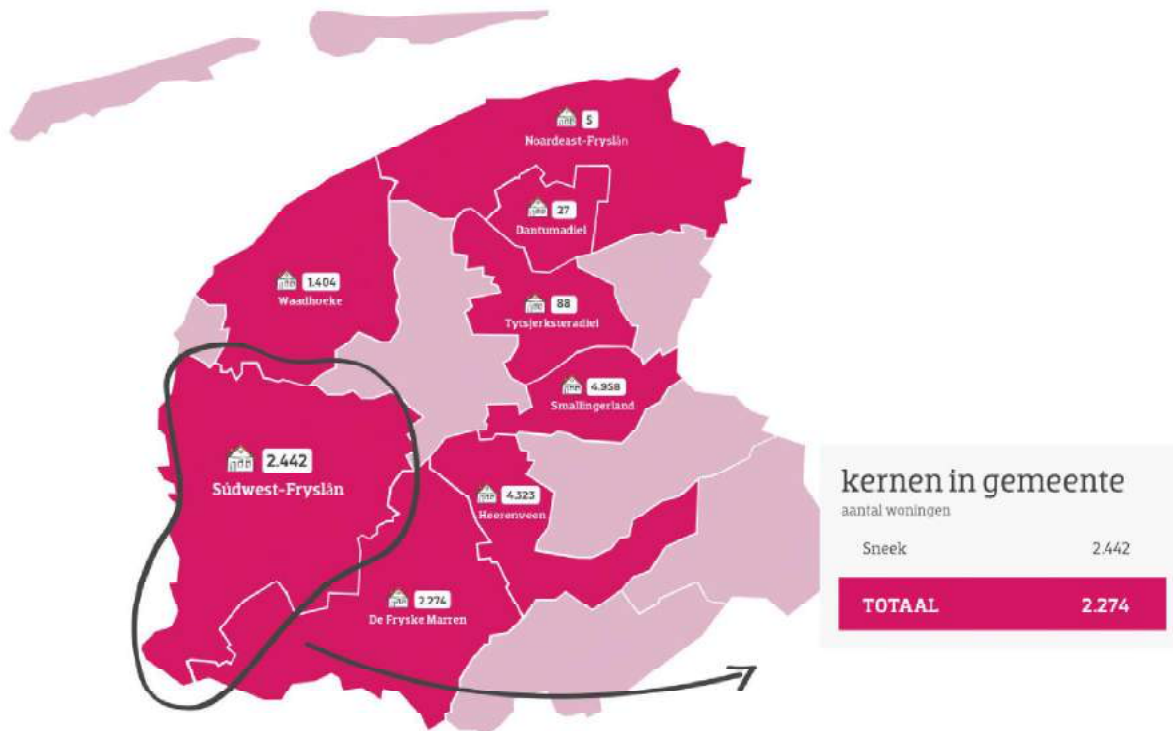 5
Noardeast-Fryslân
27
Dantumadiel
1.404
Waadhoeke
88
Tytsjerksteradiel
4.958
Smallingerland
2.442
Súdwest-Fryslân
4.323
Heerenveen
2.274
De Fryske Marren
kernen in gemeente
aantal woningen
Sneek 2.442
TOTAAL 2.274